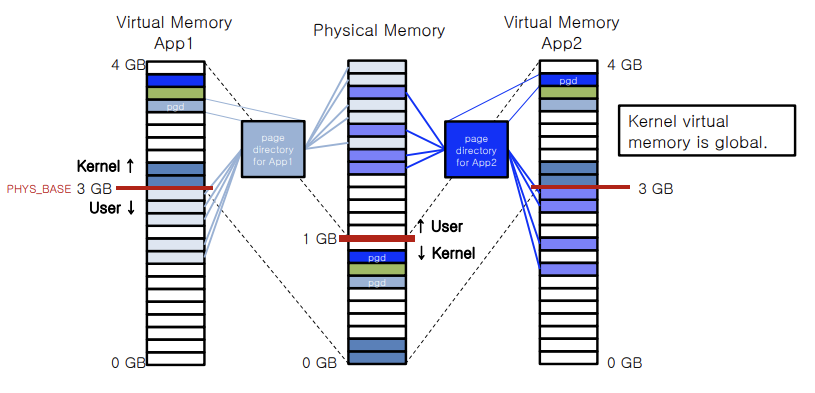 Virtual Memory
App1
Physical Memory
Virtual Memory
App2
4 GB
4 GB
pgd
pgd
Kernel virtual
memory is global.
page
directory
for App1
page
directory
for App2
Kernel ↑
PHYS_BASE 3 GB
3 GB
User ↓
↑ User
1 GB
↓ Kernel
pgd
pgd
0 GB
0 GB
0 GB